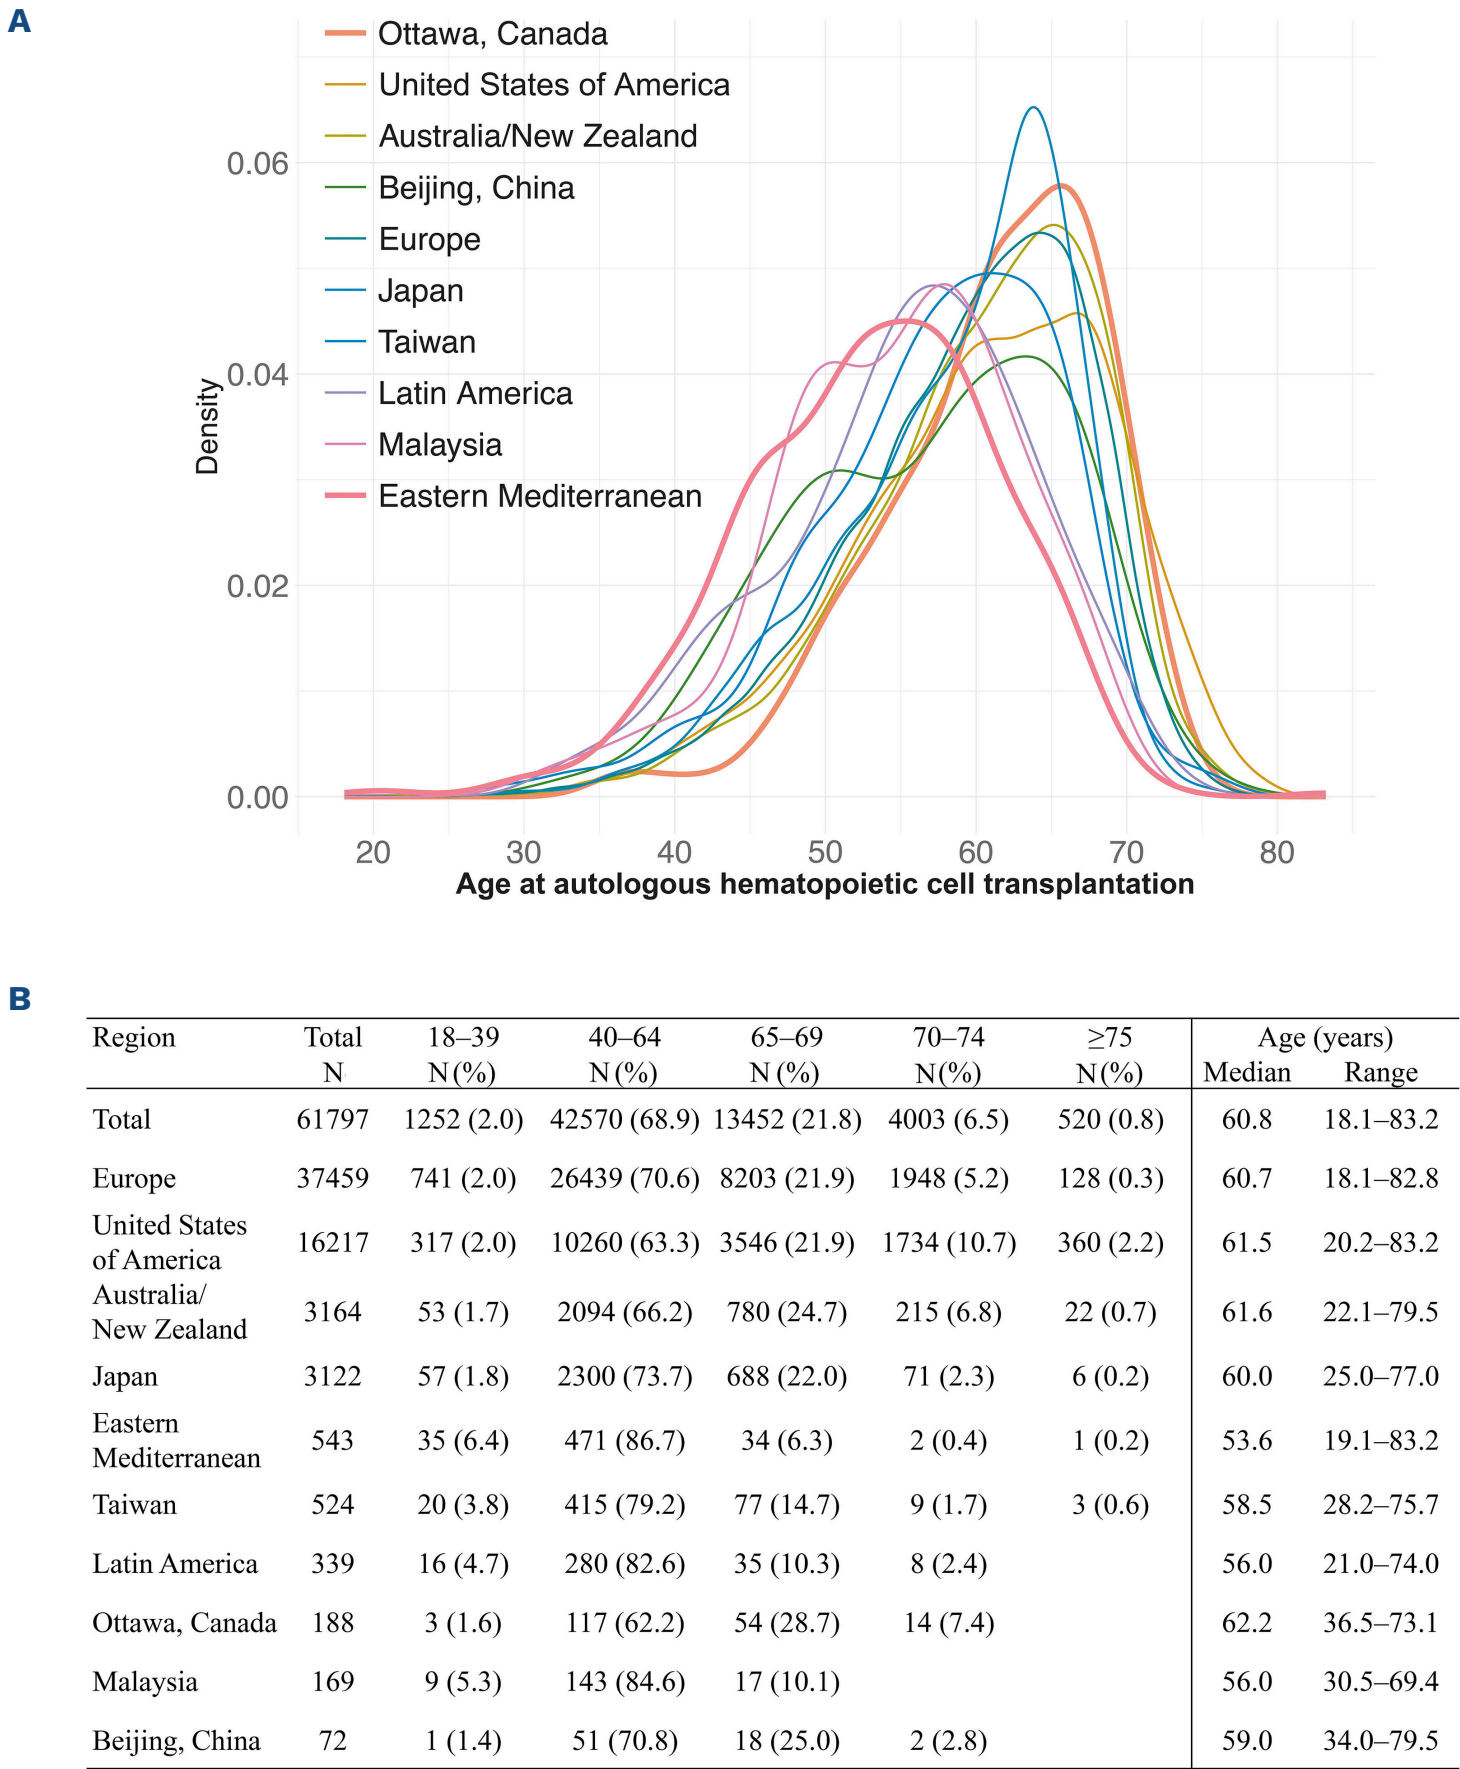 A
Ottawa, Canada
United States of America
Australia/New Zealand
Beijing, China
Europe
Japan
Taiwan
Latin America
Malaysia
Eastern Mediterranean
Density
0.06
0.04
0.02
0.00
20 30 40 50 60 70 80
Age at autologous hematopoietic cell transplantation
B
Region Total 18–39 40–64 65–69 70–74 ≥75 Age (years)
N N (%) N (%) N (%) N (%) N (%) Median Range
Total 61797 1252 (2.0) 42570 (68.9) 13452 (21.8) 4003 (6.5) 520 (0.8) 60.8 18.1–83.2
Europe 37459 741 (2.0) 26439 (70.6) 8203 (21.9) 1948 (5.2) 128 (0.3) 60.7 18.1–82.8
United States
of America 16217 317 (2.0) 10260 (63.3) 3546 (21.9) 1734 (10.7) 360 (2.2) 61.5 20.2–83.2
Australia/
New Zealand 3164 53 (1.7) 2094 (66.2) 780 (24.7) 215 (6.8) 22 (0.7) 61.6 22.1–79.5
Japan 3122 57 (1.8) 2300 (73.7) 688 (22.0) 71 (2.3) 6 (0.2) 60.0 25.0–77.0
Eastern
Mediterranean 543 35 (6.4) 471 (86.7) 34 (6.3) 2 (0.4) 1 (0.2) 53.6 19.1–83.2
Taiwan 524 20 (3.8) 415 (79.2) 77 (14.7) 9 (1.7) 3 (0.6) 58.5 28.2–75.7
Latin America 339 16 (4.7) 280 (82.6) 35 (10.3) 8 (2.4) 56.0 21.0–74.0
Ottawa, Canada 188 3 (1.6) 117 (62.2) 54 (28.7) 14 (7.4) 62.2 36.5–73.1
Malaysia 169 9 (5.3) 143 (84.6) 17 (10.1) 56.0 30.5–69.4
Beijing, China 72 1 (1.4) 51 (70.8) 18 (25.0) 2 (2.8) 59.0 34.0–79.5